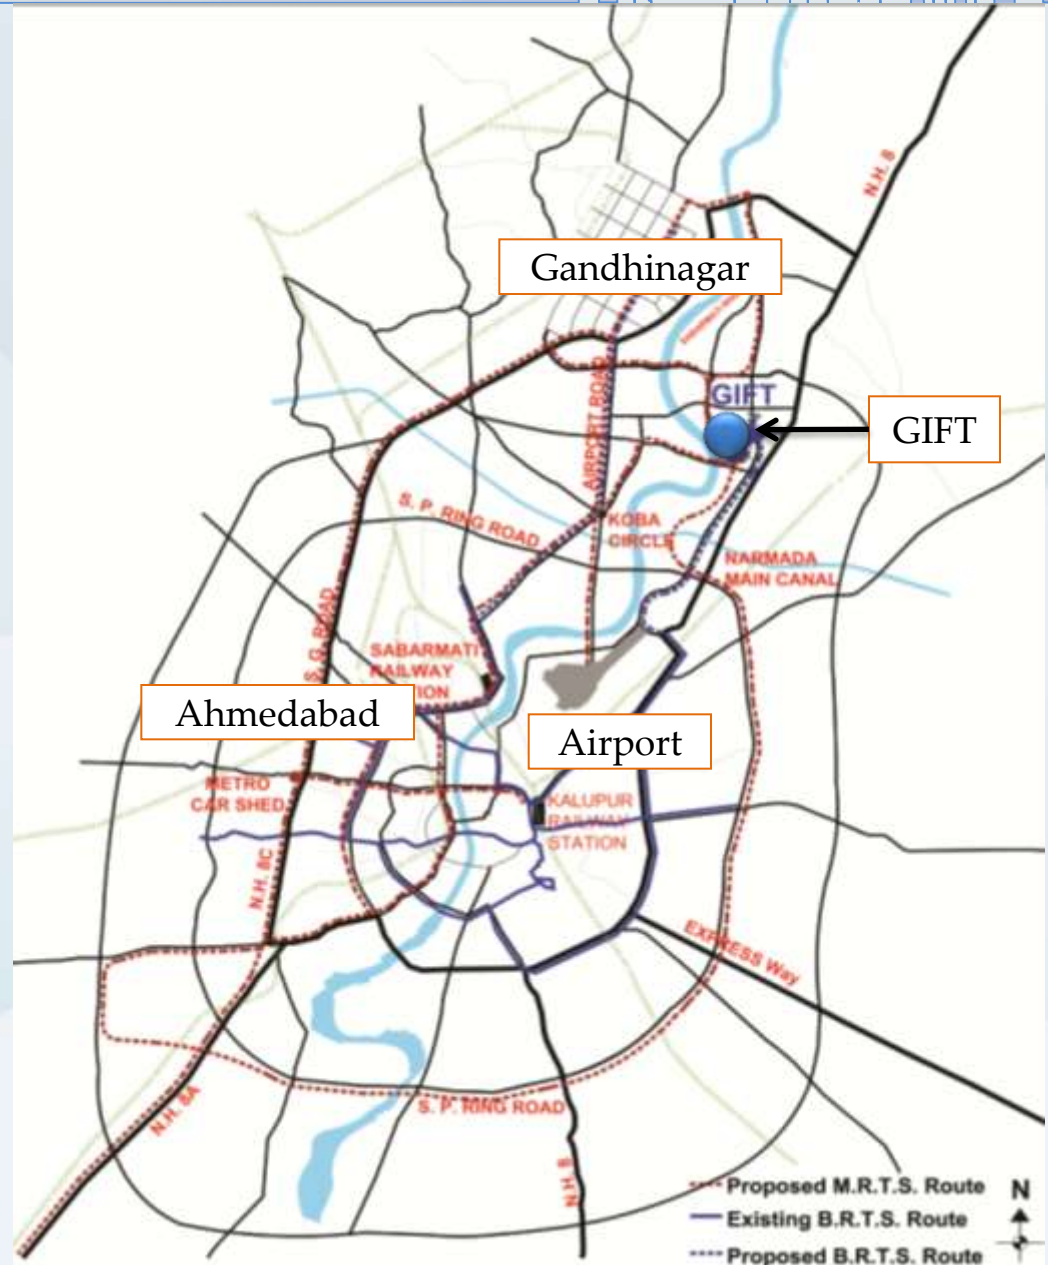 N.H. 8
Gandhinagar
GIFT
GIFT
AIRPORT ROAD
S. P. RING ROAD
KOBA
CIRCLE
NARMADA
MAIN CANAL
S. G. ROAD
SABARMATI
RAILWAY
Ahmedabad
Airport
METRO
CAR SHED
KALUPUR
RAILWAY
STATION
N.H. 8C
EXPRESS Way
N.H. 8A
S. P. RING ROAD
N.H. 8
Proposed M.R.T.S. Route
N
Existing B.R.T.S. Route
Proposed B.R.T.S. Route